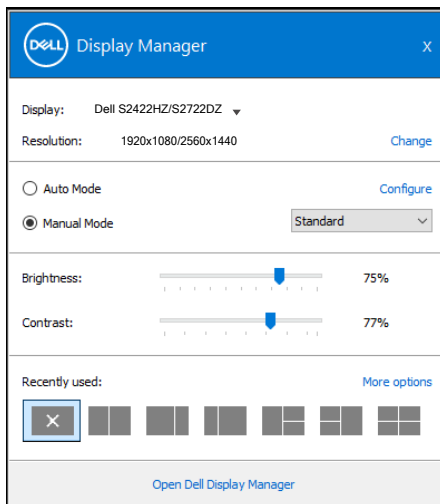 DELL Display Manager X
Display: Dell S2422HZ/S2722DZ
Resolution: 1920x1080/2560x1440 Change
Auto Mode Configure
Manual Mode Standard
Brightness: 75%
Contrast: 77%
Recently used: More options
Open Dell Display Manager